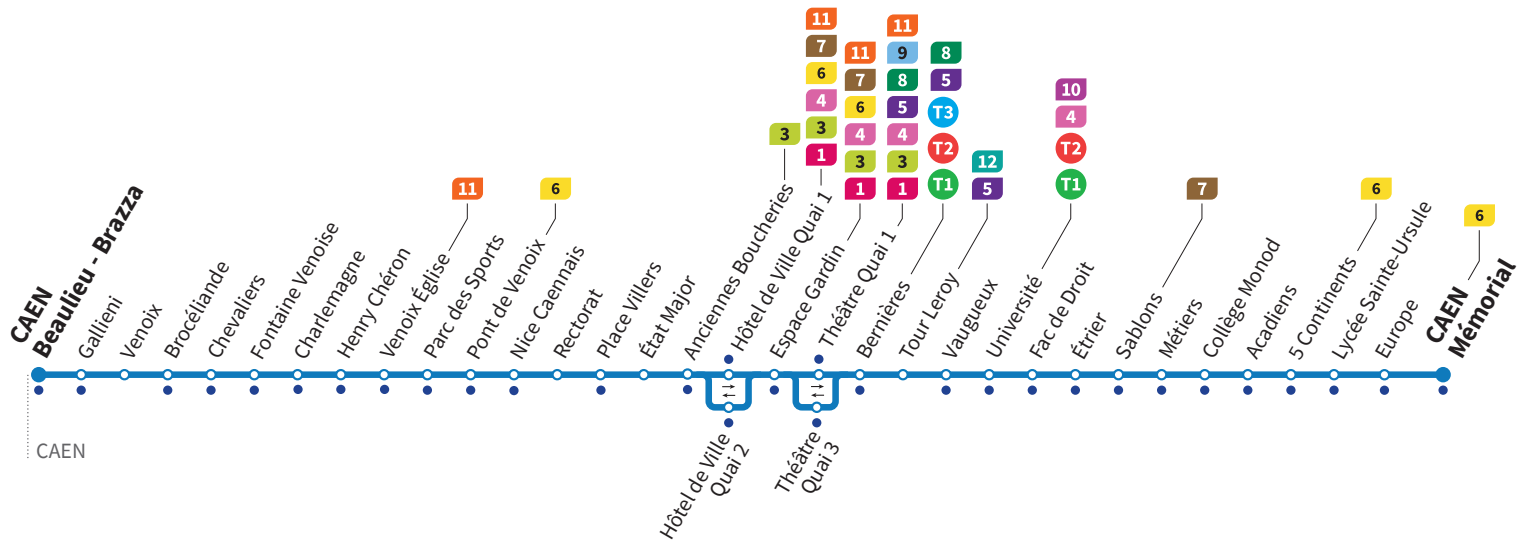 11
7
6
4
3
1
11
7
6
4
3
1
11
9
8
5
4
3
1
8
5
T3
T2
T1
12
5
10
4
T2
T1
3
11
6
7
6
6
CAEN
Beaulieu - Brazza
Gallieni
Venoix
Brocéliande
Chevaliers
Fontaine Venoise
Charlemagne
Henry Chéron
Venoix Église
Parc des Sports
Pont de Venoix
Nice Caennais
Rectorat
Place Villers
État Major
Anciennes Boucheries
Hôtel de Ville Quai 1
Espace Gardin
Théâtre Quai 1
Bernières
Tour Leroy
Vaugueux
Université
Fac de Droit
Étrier
Sablons
Métiers
Collège Monod
Acadiens
5 Continents
Lycée Sainte-Ursule
Europe
CAEN
Mémorial
CAEN
Hôtel de Ville
Quai 2
Théâtre
Quai 3